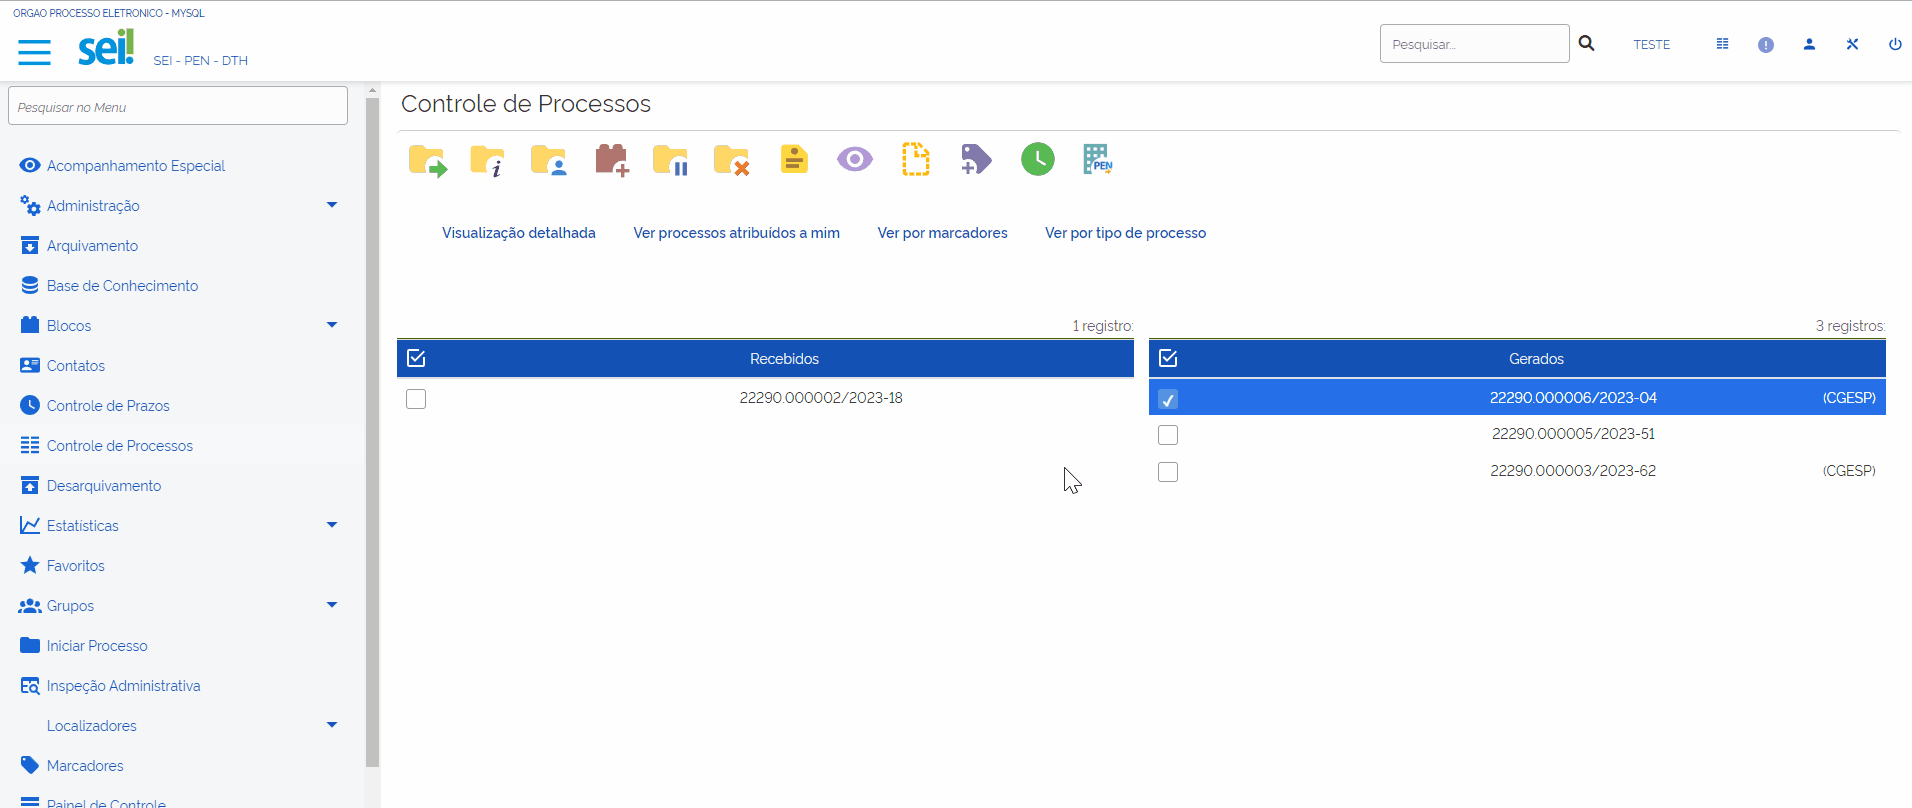 ORGAO PROCESSO ELETRONICO - MYSQL
sei!
SEI - PEN - DTH
Pesquisar...
TESTE
Pesquisar no Menu
Acompanhamento Especial
Administração
Arquivamento
Base de Conhecimento
Blocos
Contatos
Controle de Prazos
Controle de Processos
Desarquivamento
Estatísticas
Favoritos
Grupos
Iniciar Processo
Inspeção Administrativa
Localizadores
Marcadores
Painel de Controle
Controle de Processos
i
PEN
Visualização detalhada Ver processos atribuídos a mim Ver por marcadores Ver por tipo de processo
1 registro:
Recebidos
22290.000002/2023-18
3 registros:
Gerados
22290.000006/2023-04 (CGESP)
22290.000005/2023-51
22290.000003/2023-62 (CGESP)